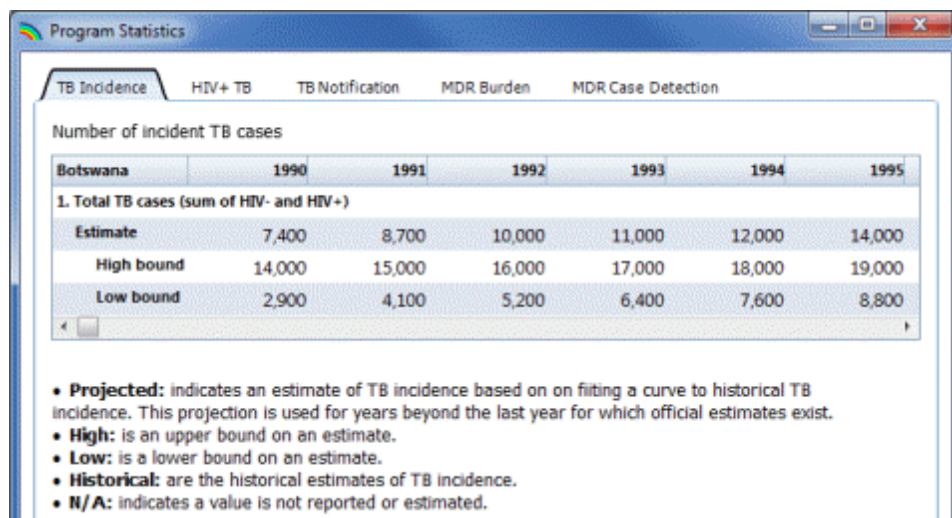 Program Statistics
TB Incidence HIV+ TB TB Notification MDR Burden MDR Case Detection
Number of incident TB cases
Botswana 1990 1991 1992 1993 1994 1995
1. Total TB cases (sum of HIV- and HIV+)
Estimate 7,400 8,700 10,000 11,000 12,000 14,000
High bound 14,000 15,000 16,000 17,000 18,000 19,000
Low bound 2,900 4,100 5,200 6,400 7,600 8,800
• Projected: indicates an estimate of TB incidence based on on fiiting a curve to historical TB
incidence. This projection is used for years beyond the last year for which official estimates exist.
• High: is an upper bound on an estimate.
• Low: is a lower bound on an estimate.
• Historical: are the historical estimates of TB incidence.
• N/A: indicates a value is not reported or estimated.